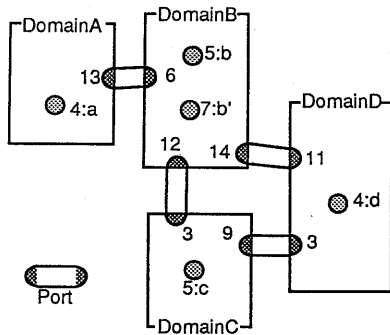 DomainA
DomainB
5:b
13
6
4:a
7:b'
DomainD
12
14
11
3
9
3
4:d
5:c
Port
DomainC